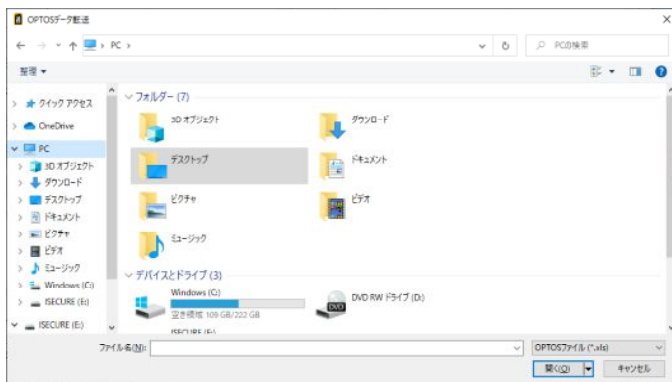 OPTOSデータ転送
PC
PCの検索
整理
フォルダー (7)
クイック アクセス
OneDrive
PC
3D オブジェクト
ダウンロード
デスクトップ
ドキュメント
ピクチャ
ビデオ
ミュージック
Windows (C:)
ISECURE (E:)
ISECURE (E:)
3D オブジェクト
ダウンロード
デスクトップ
ドキュメント
ピクチャ
ビデオ
ミュージック
デバイスとドライブ (3)
Windows (C:)
空き領域 109 GB/222 GB
DVD RW ドライブ (D:)
ISECURE (E:)
ファイル名(N):
OPTOSファイル (*.xls)
開く(O)
キャンセル